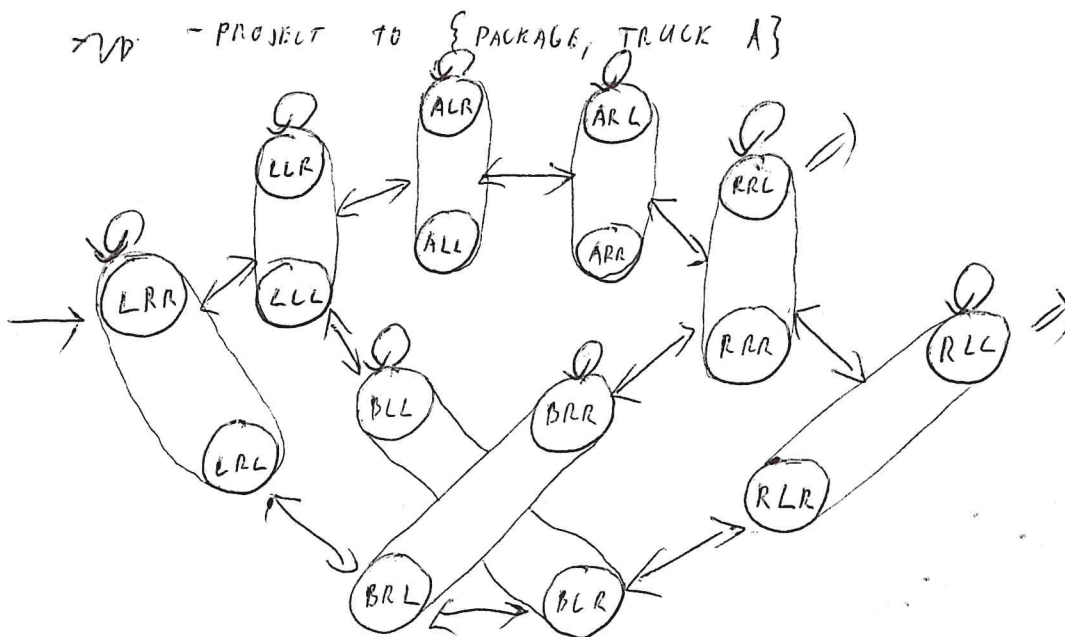 - PROJECT TO {PACKAGE, TRUCK A}
ALR ARL
LLR RRL
ALL ARR
LRR LLL
RRR RLL
BLL BRR
LRL RLR
BRL BLR